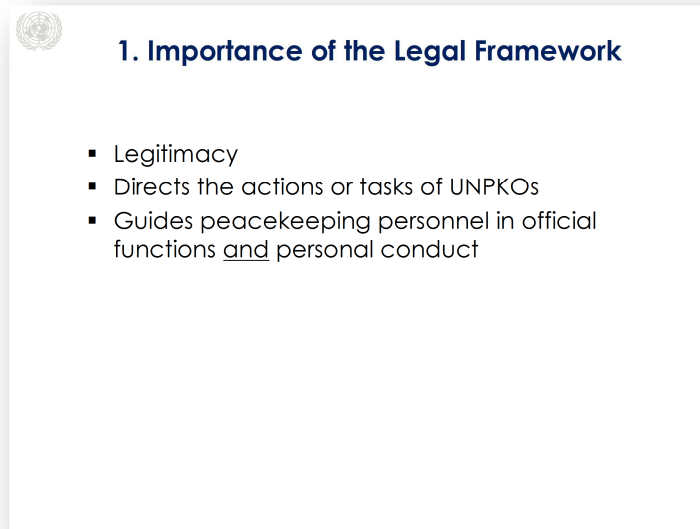 1. Importance of the Legal Framework
▪ Legitimacy
▪ Directs the actions or tasks of UNPKOs
▪ Guides peacekeeping personnel in official
functions and personal conduct